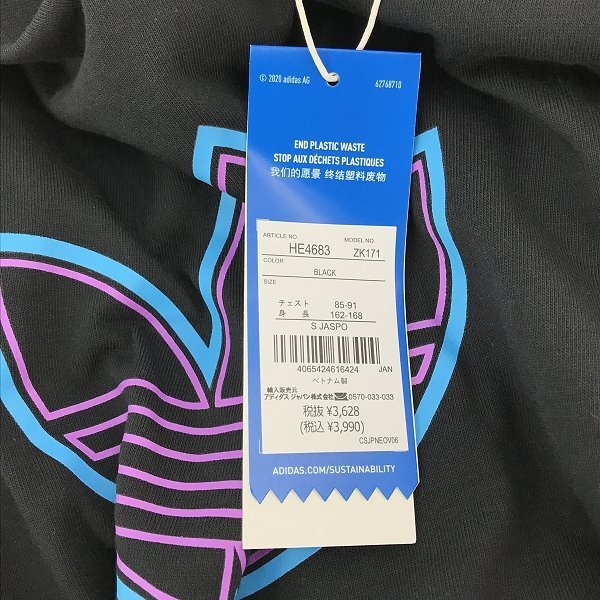 © 2020 adidas AG 62768710
END PLASTIC WASTE
STOP AUX DÉCHETS PLASTIQUES
我们的愿景 终结塑料废物
ARTICLE NO. HE4683 MODEL NO. ZK171
COLOR
BLACK
SIZE
チェスト 85-91
身 長 162-168
S JASPO
4065424616424 JAN
ベトナム製
輸入販売元
アディダス ジャパン株式会社 0570-033-033
税抜 ¥3,628
(税込 ¥3,990)
CSJPNEOV06
ADIDAS.COM/SUSTAINABILITY